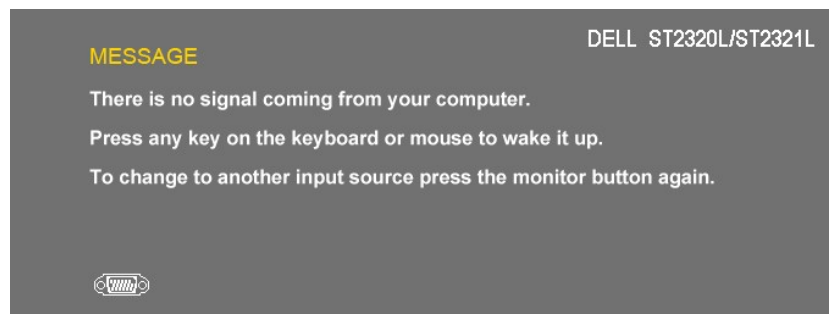 DELL ST2320L/ST2321L
MESSAGE
There is no signal coming from your computer.
Press any key on the keyboard or mouse to wake it up.
To change to another input source press the monitor button again.